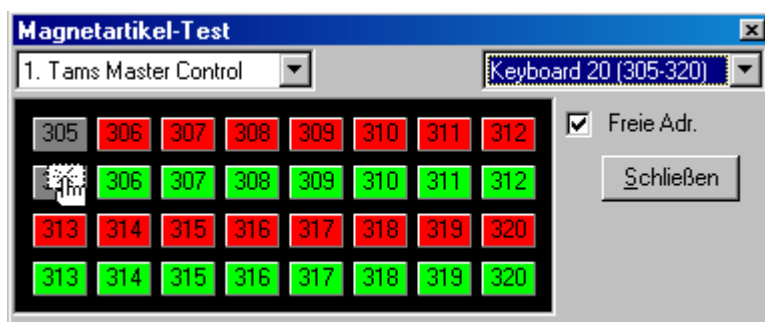 Magnetartikel-Test
1. Tams Master Control Keyboard 20 (305-320)
305 306 307 308 309 310 311 312 Freie Adr.
306 307 308 309 310 311 312 Schließen
313 314 315 316 317 318 319 320
313 314 315 316 317 318 319 320